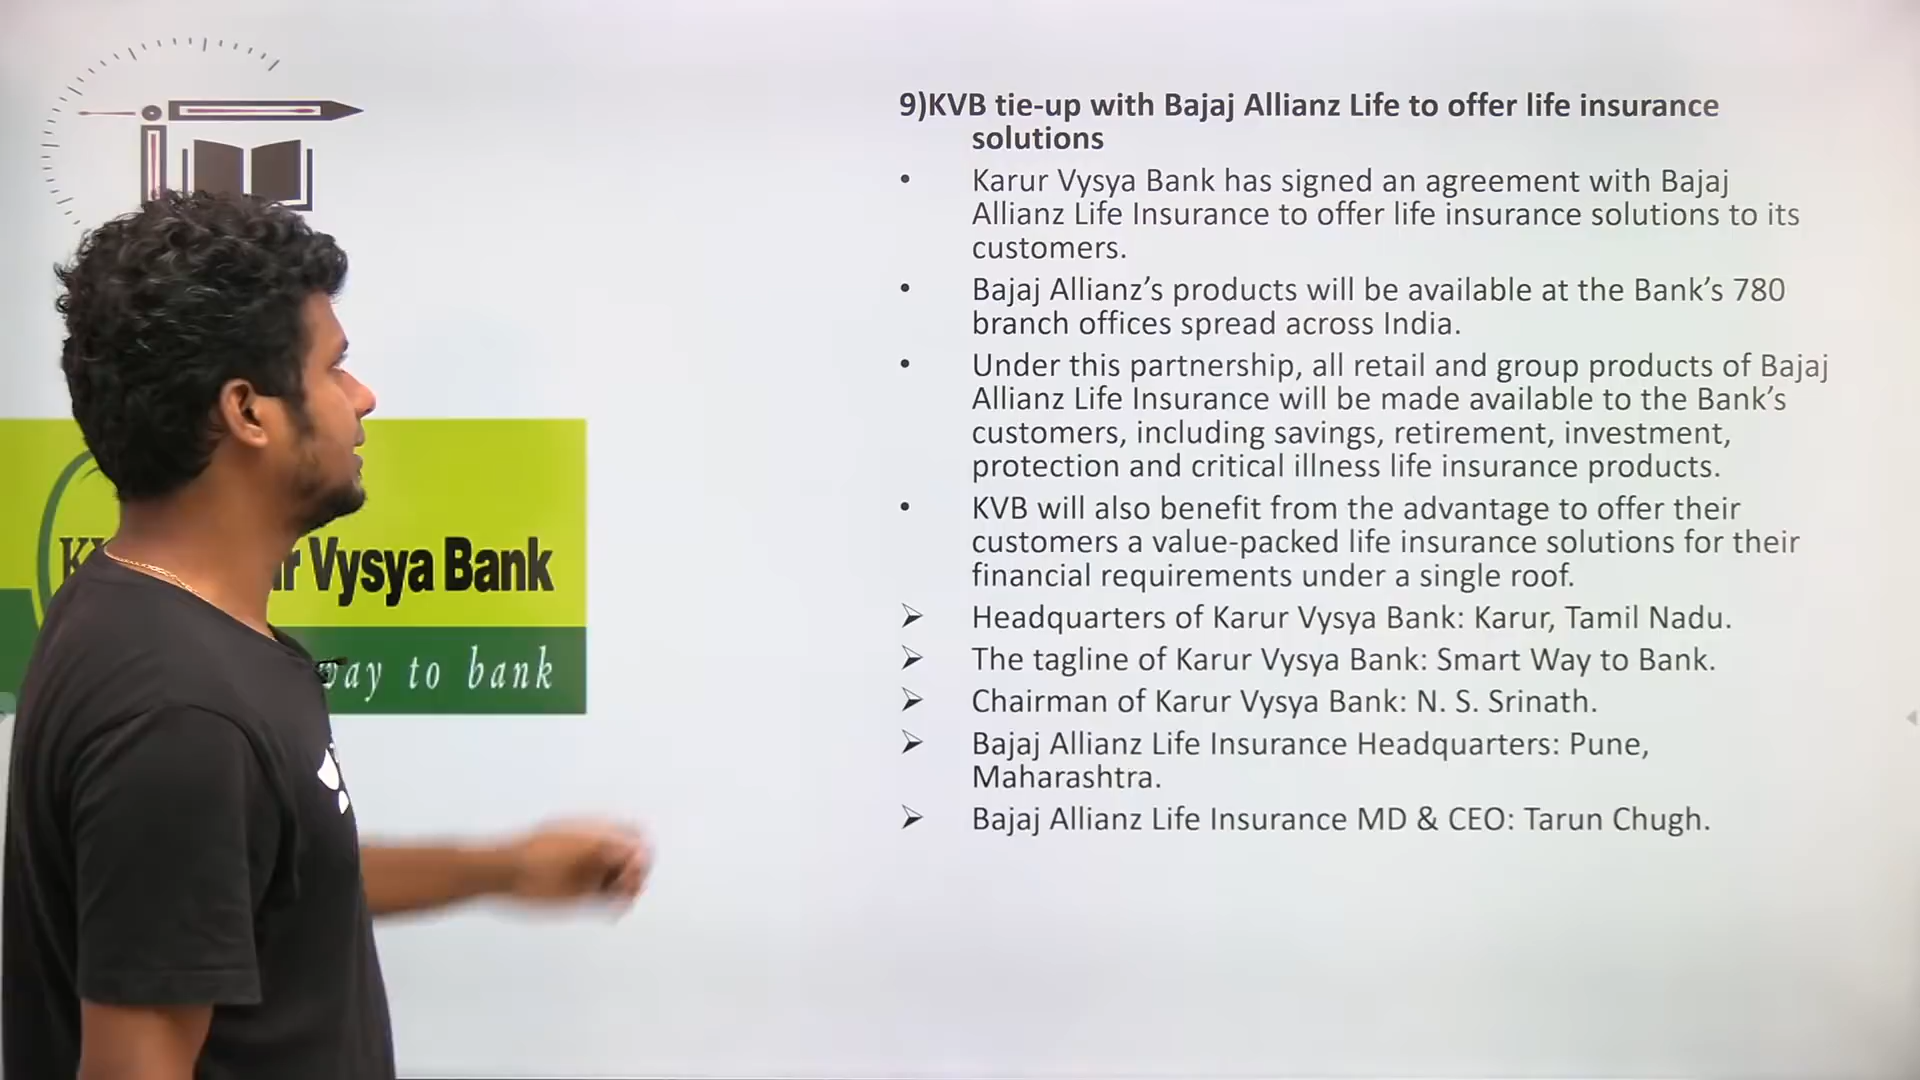 9)KVB tie-up with Bajaj Allianz Life to offer life insurance
solutions
• Karur Vysya Bank has signed an agreement with Bajaj
Allianz Life Insurance to offer life insurance solutions to its
customers.
• Bajaj Allianz’s products will be available at the Bank’s 780
branch offices spread across India.
• Under this partnership, all retail and group products of Bajaj
Allianz Life Insurance will be made available to the Bank’s
customers, including savings, retirement, investment,
protection and critical illness life insurance products.
• KVB will also benefit from the advantage to offer their
customers a value-packed life insurance solutions for their
financial requirements under a single roof.
➢ Headquarters of Karur Vysya Bank: Karur, Tamil Nadu.
➢ The tagline of Karur Vysya Bank: Smart Way to Bank.
➢ Chairman of Karur Vysya Bank: N. S. Srinath.
➢ Bajaj Allianz Life Insurance Headquarters: Pune,
Maharashtra.
➢ Bajaj Allianz Life Insurance MD & CEO: Tarun Chugh.
Vysya Bank
way to bank